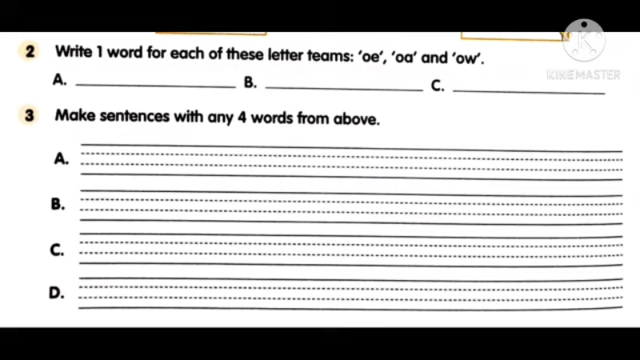 KINEMASTER
2 Write 1 word for each of these letter teams: 'oe', 'oa' and 'ow'.
A. B. C.
3 Make sentences with any 4 words from above.
A.
B.
C.
D.